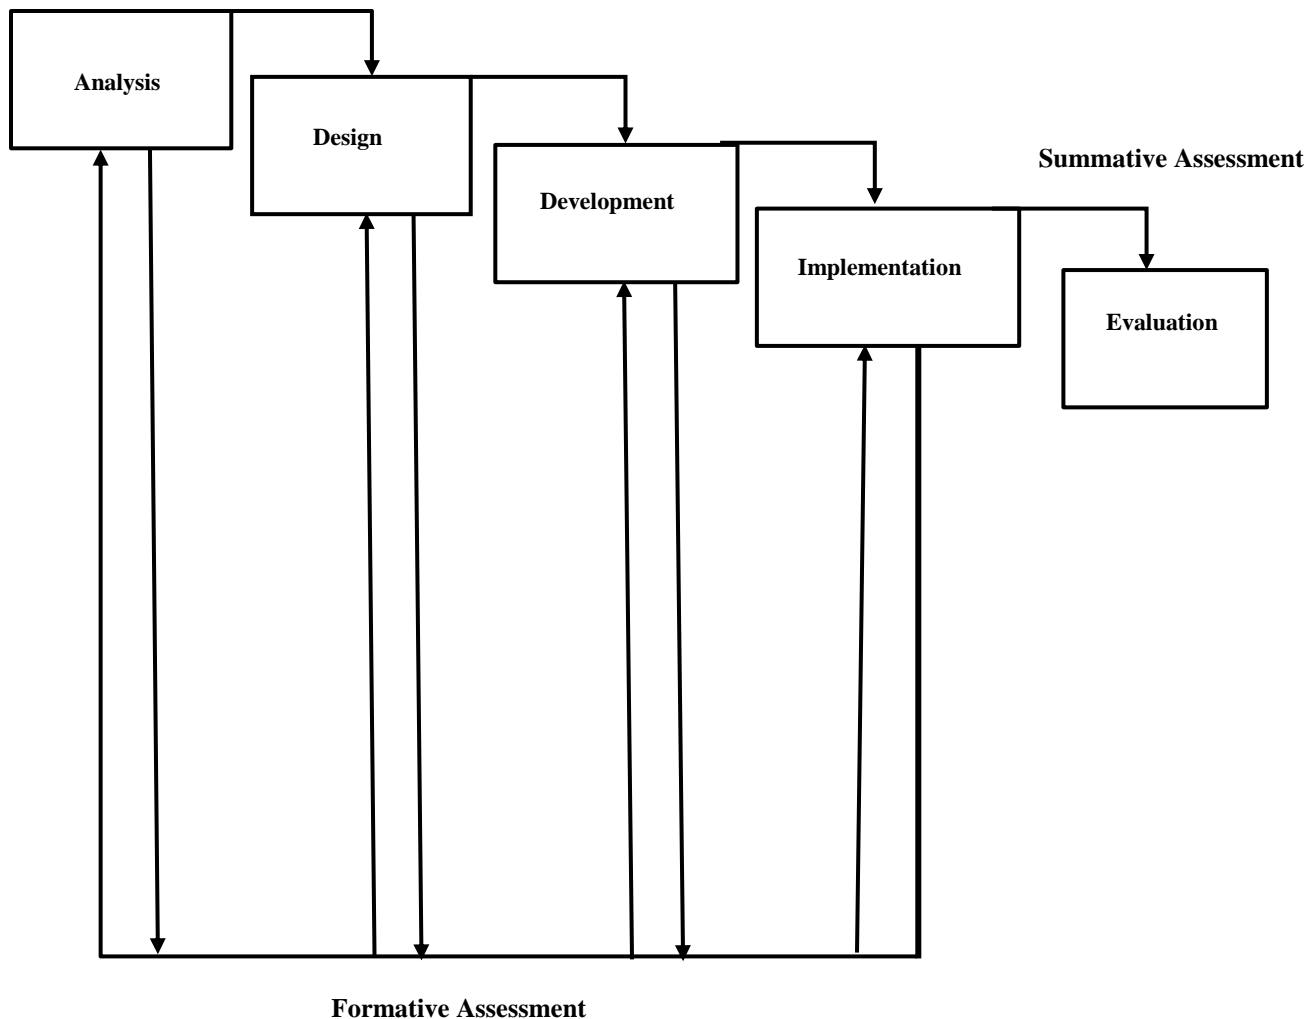 Analysis
Design
Summative Assessment
Development
Implementation
Evaluation
Formative Assessment